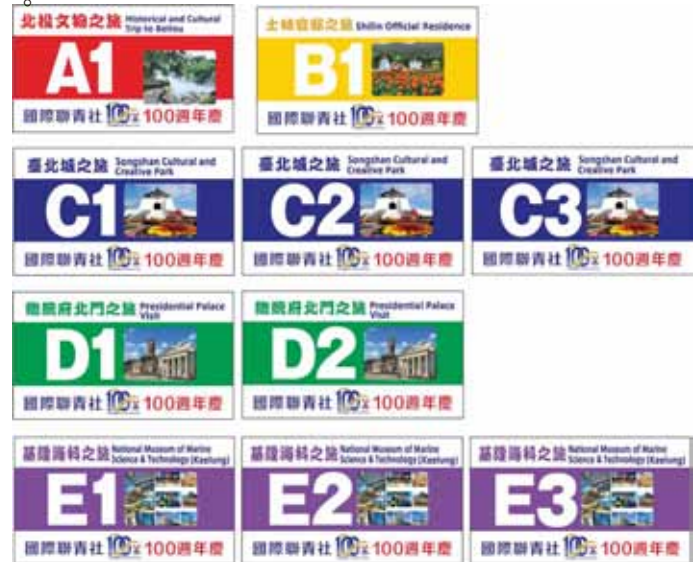 北投文物之旅 Historical and Cultural
Trip to Beitou
A1
國際聯青社 100 100週年慶
士林官邸之旅 Shilin Official Residence
B1
國際聯青社 100 100週年慶
臺北城之旅 Songshan Cultural and
Creative Park
C1
國際聯青社 100 100週年慶
臺北城之旅 Songshan Cultural and
Creative Park
C2
國際聯青社 100 100週年慶
臺北城之旅 Songshan Cultural and
Creative Park
C3
國際聯青社 100 100週年慶
總統府北門之旅 Presidential Palace
Visit
D1
國際聯青社 100 100週年慶
總統府北門之旅 Presidential Palace
Visit
D2
國際聯青社 100 100週年慶
基隆海科之旅 National Museum of Marine
Science & Technology (Keelung)
E1
國際聯青社 100 100週年慶
基隆海科之旅 National Museum of Marine
Science & Technology (Keelung)
E2
國際聯青社 100 100週年慶
基隆海科之旅 National Museum of Marine
Science & Technology (Keelung)
E3
國際聯青社 100 100週年慶